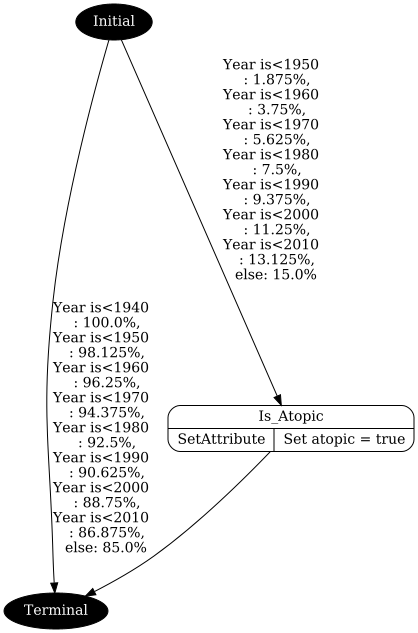 Initial
Year is<1950
: 1.875%,
Year is<1960
: 3.75%,
Year is<1970
: 5.625%,
Year is<1980
: 7.5%,
Year is<1990
: 9.375%,
Year is<2000
: 11.25%,
Year is<2010
: 13.125%,
else: 15.0%
Year is<1940
: 100.0%,
Year is<1950
: 98.125%,
Year is<1960
: 96.25%,
Year is<1970
: 94.375%,
Year is<1980
: 92.5%,
Year is<1990
: 90.625%,
Year is<2000
: 88.75%,
Year is<2010
: 86.875%,
else: 85.0%
Is_Atopic
SetAttribute Set atopic = true
Terminal